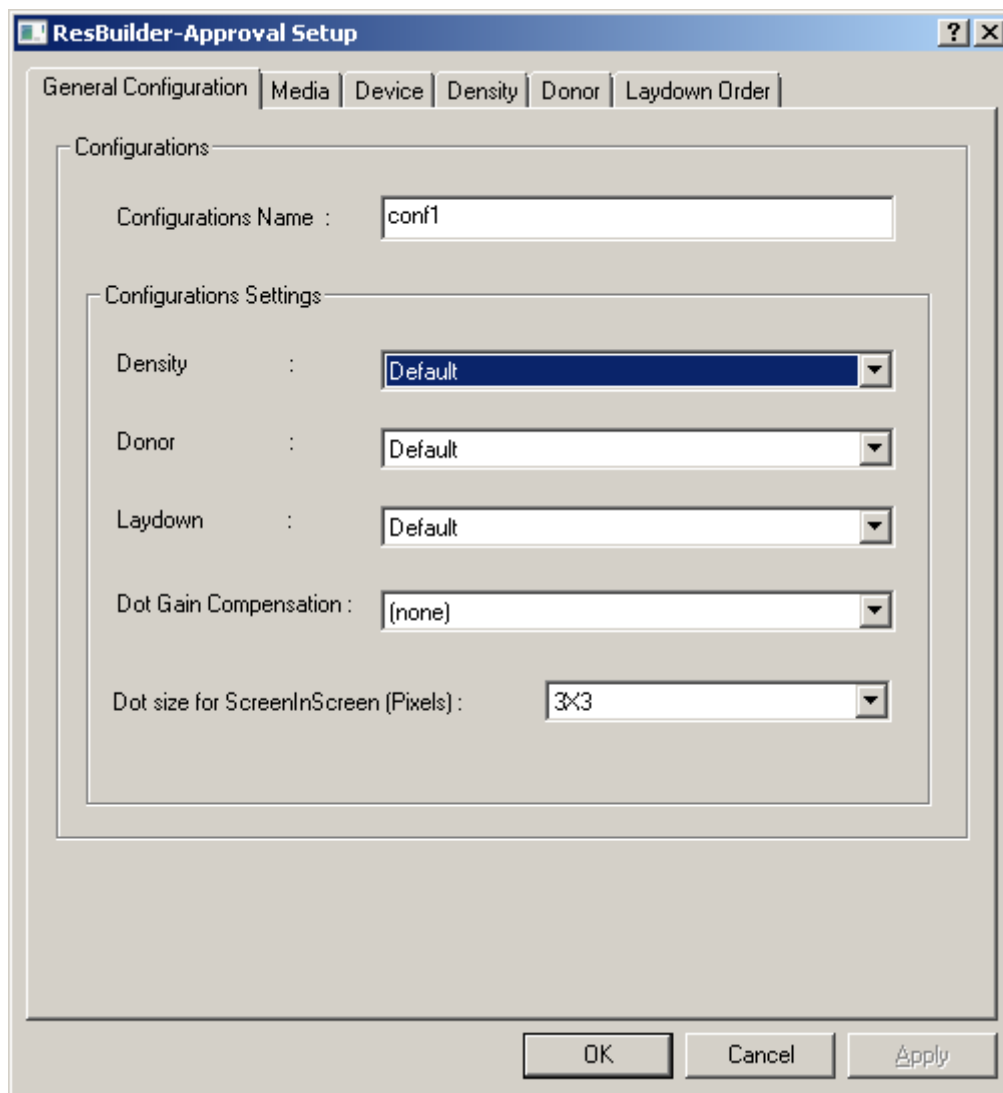 ResBuilder-Approval Setup
General Configuration Media Device Density Donor Laydown Order
Configurations
Configurations Name :
conf1
Configurations Settings
Density : Default
Donor : Default
Laydown : Default
Dot Gain Compensation : (none)
Dot size for ScreenInScreen (Pixels) : 3X3
OK Cancel Apply